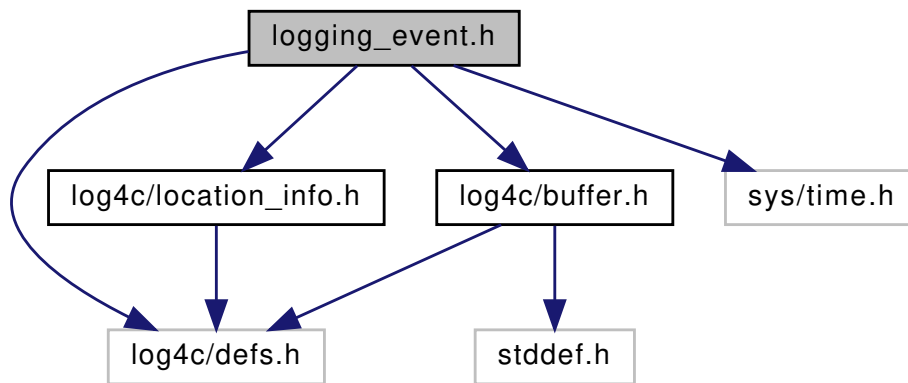 logging_event.h
log4c/location_info.h
log4c/buffer.h
sys/time.h
log4c/defs.h
stddef.h